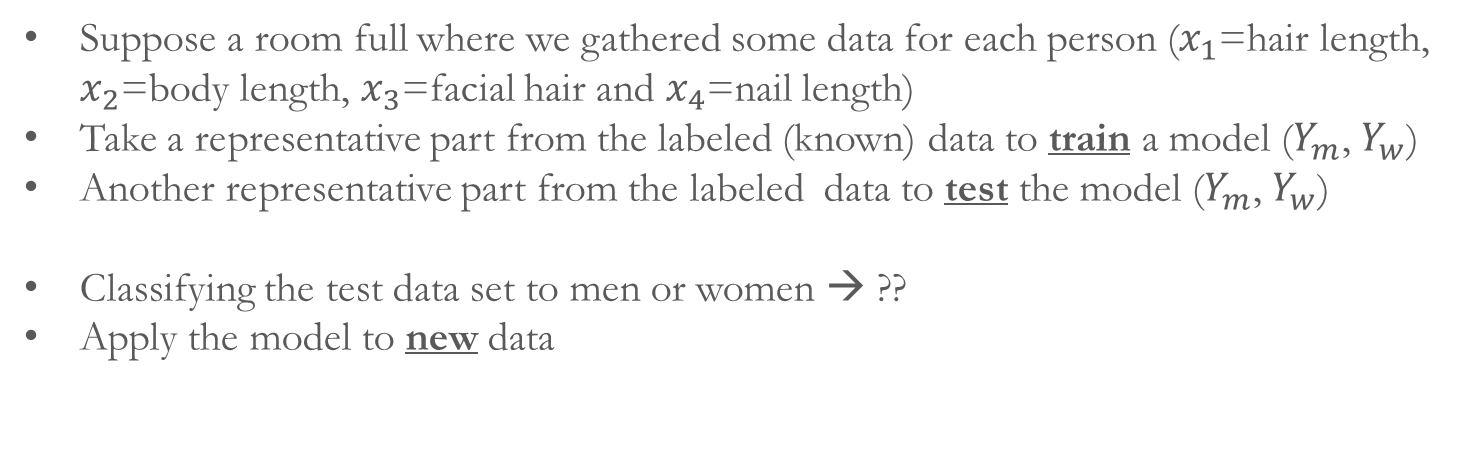 • Suppose a room full where we gathered some data for each person (x₁=hair length,
x₂=body length, x₃=facial hair and x₄=nail length)
• Take a representative part from the labeled (known) data to train a model (Yₘ, Y_w)
• Another representative part from the labeled data to test the model (Yₘ, Y_w)
• Classifying the test data set to men or women → ??
• Apply the model to new data